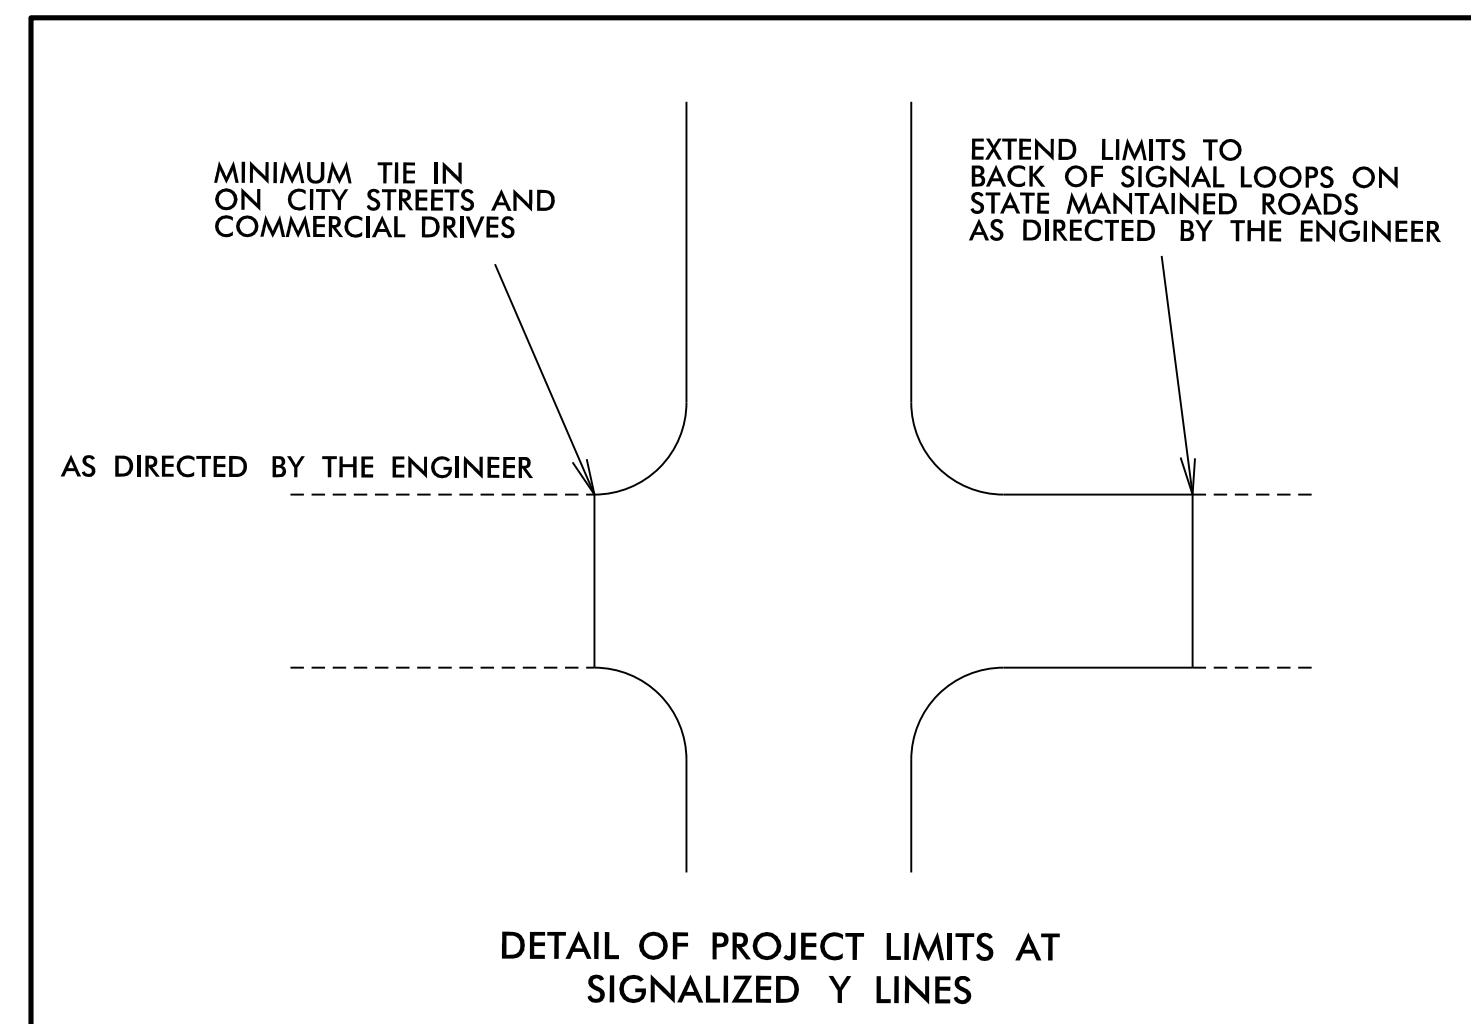 MINIMUM TIE IN
ON CITY STREETS AND
COMMERCIAL DRIVES
EXTEND LIMITS TO
BACK OF SIGNAL LOOPS ON
STATE MANTAINED ROADS
AS DIRECTED BY THE ENGINEER
AS DIRECTED BY THE ENGINEER
DETAIL OF PROJECT LIMITS AT
SIGNALIZED Y LINES